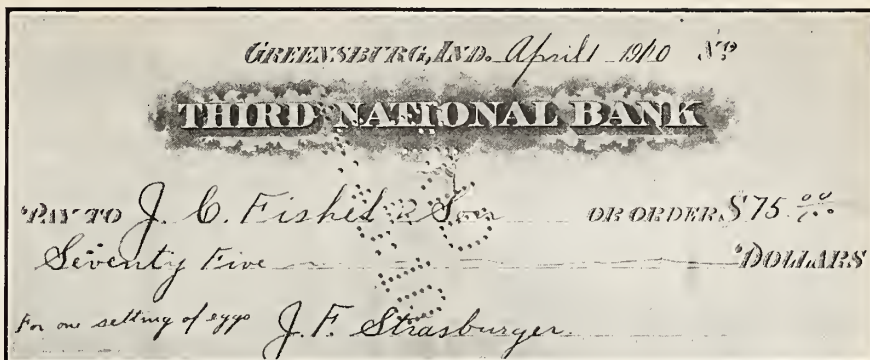 GREENSBURG, IND. April 1 1910 No
THIRD NATIONAL BANK
PAY TO J. C. Fishel & Son OR ORDER $75.00/100
Seventy Five DOLLARS
For one setting of eggs J. F. Strasburger.